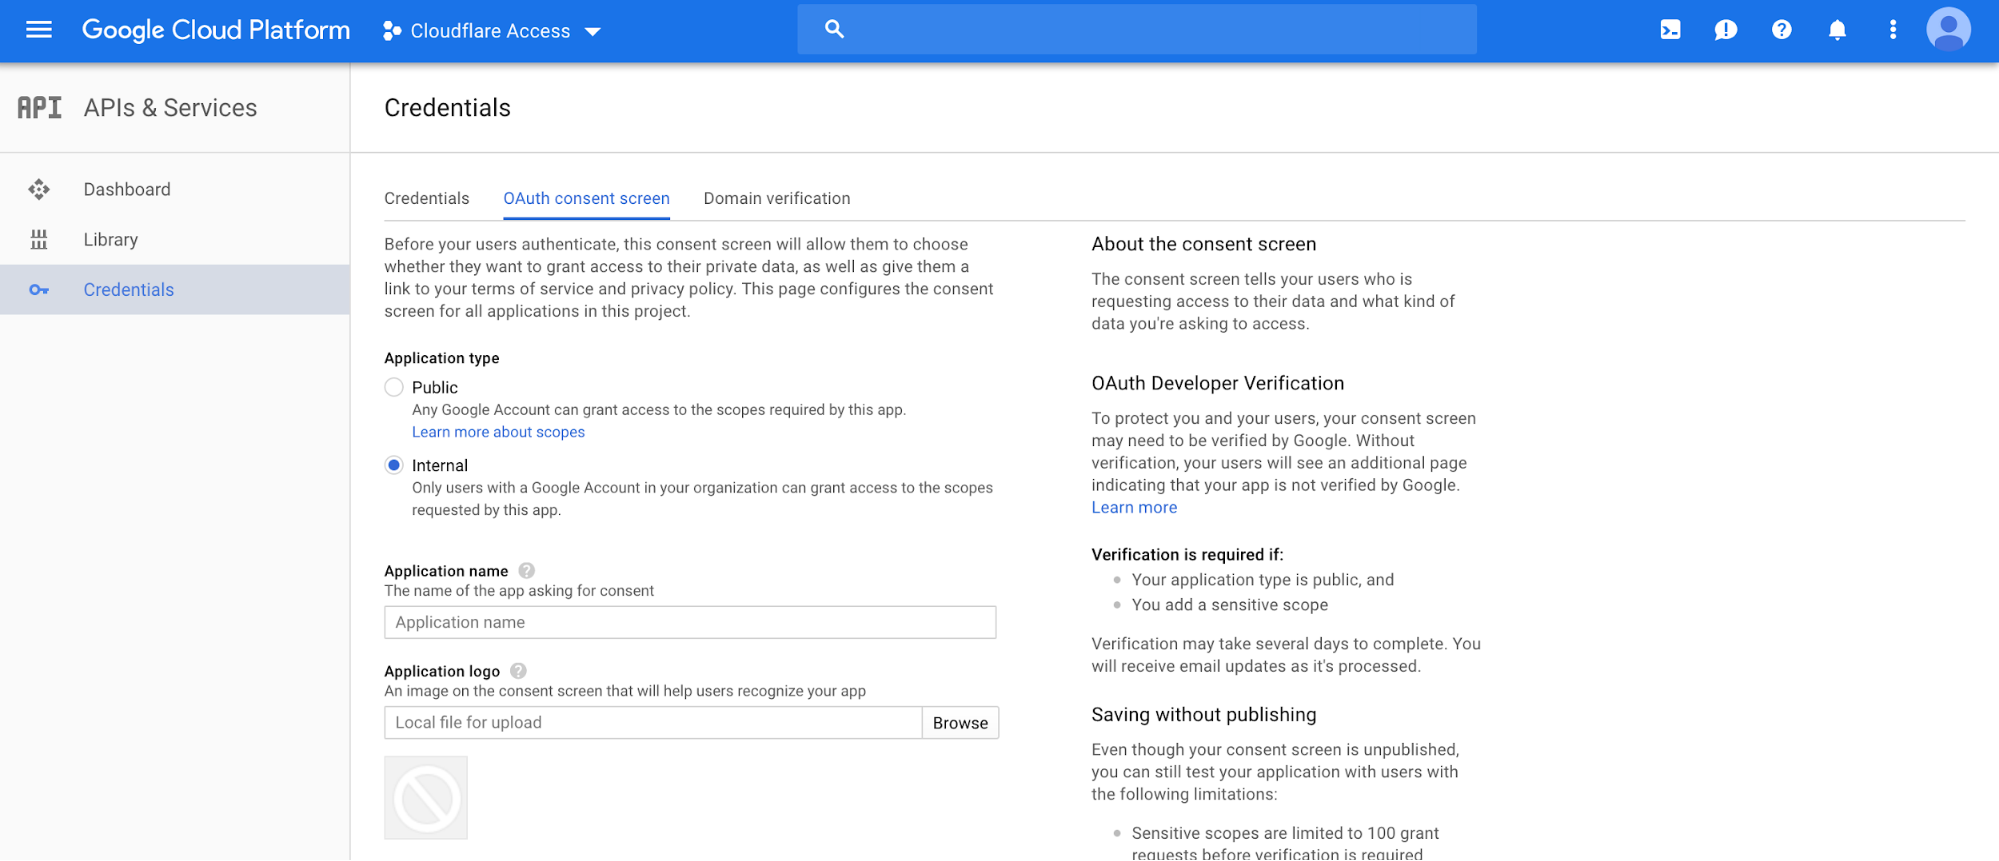 Google Cloud Platform
Cloudflare Access
API APIs & Services
Credentials
Dashboard
Library
Credentials
Credentials
OAuth consent screen
Domain verification
Before your users authenticate, this consent screen will allow them to choose
whether they want to grant access to their private data, as well as give them a
link to your terms of service and privacy policy. This page configures the consent
screen for all applications in this project.
Application type
Public
Any Google Account can grant access to the scopes required by this app.
Learn more about scopes
Internal
Only users with a Google Account in your organization can grant access to the scopes
requested by this app.
Application name
The name of the app asking for consent
Application name
Application logo
An image on the consent screen that will help users recognize your app
Local file for upload
Browse
About the consent screen
The consent screen tells your users who is
requesting access to their data and what kind of
data you're asking to access.
OAuth Developer Verification
To protect you and your users, your consent screen
may need to be verified by Google. Without
verification, your users will see an additional page
indicating that your app is not verified by Google.
Learn more
Verification is required if:
Your application type is public, and
You add a sensitive scope
Verification may take several days to complete. You
will receive email updates as it's processed.
Saving without publishing
Even though your consent screen is unpublished,
you can still test your application with users with
the following limitations:
Sensitive scopes are limited to 100 grant
requests before verification is required